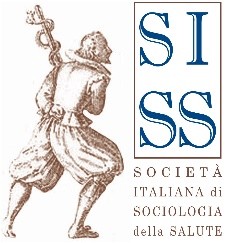 SI
SS
SOCIETÀ
ITALIANA di
SOCIOLOGIA
della SALUTE